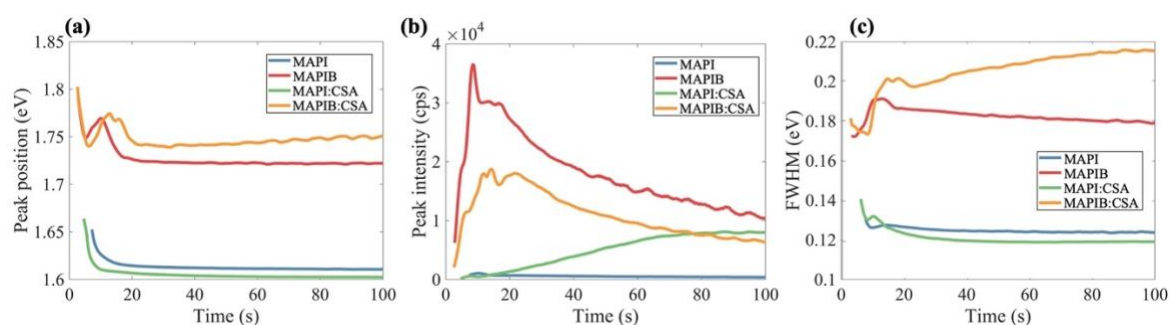 (a)
1.85
1.8
1.75
1.7
1.65
1.6
Peak position (eV)
MAPI
MAPIB
MAPI:CSA
MAPIB:CSA
0 20 40 60 80 100
Time (s)
(b)
×10⁴
4
3
2
1
0
Peak intensity (cps)
MAPI
MAPIB
MAPI:CSA
MAPIB:CSA
0 20 40 60 80 100
Time (s)
(c)
0.22
0.2
0.18
0.16
0.14
0.12
0.1
FWHM (eV)
MAPI
MAPIB
MAPI:CSA
MAPIB:CSA
0 20 40 60 80 100
Time (s)